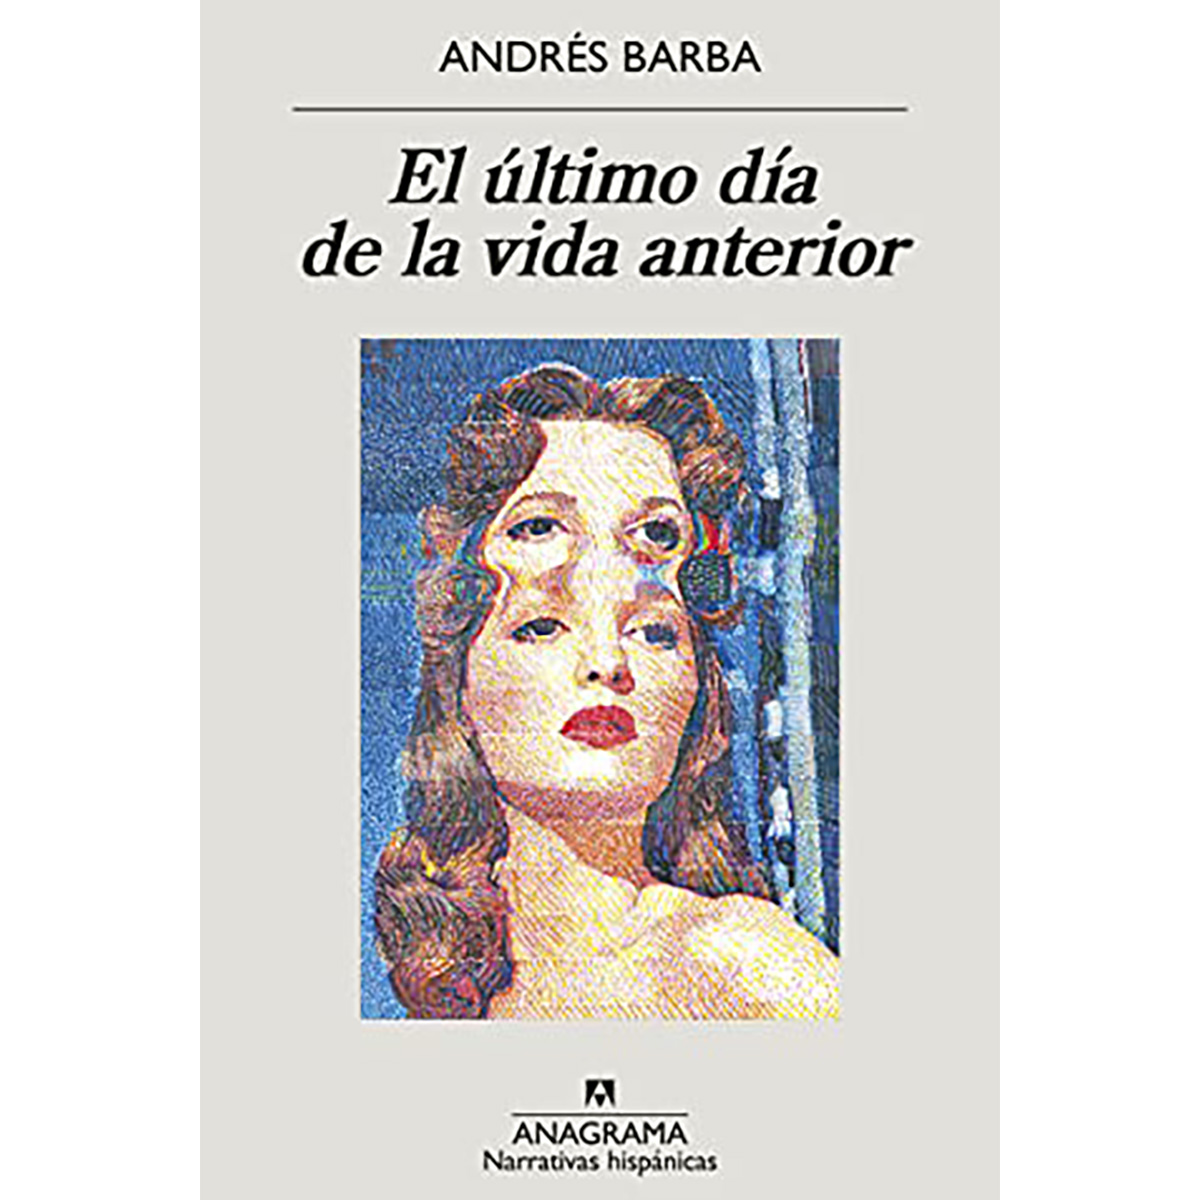 ANDRÉS BARBA
El último día
de la vida anterior
ANAGRAMA
Narrativas hispánicas